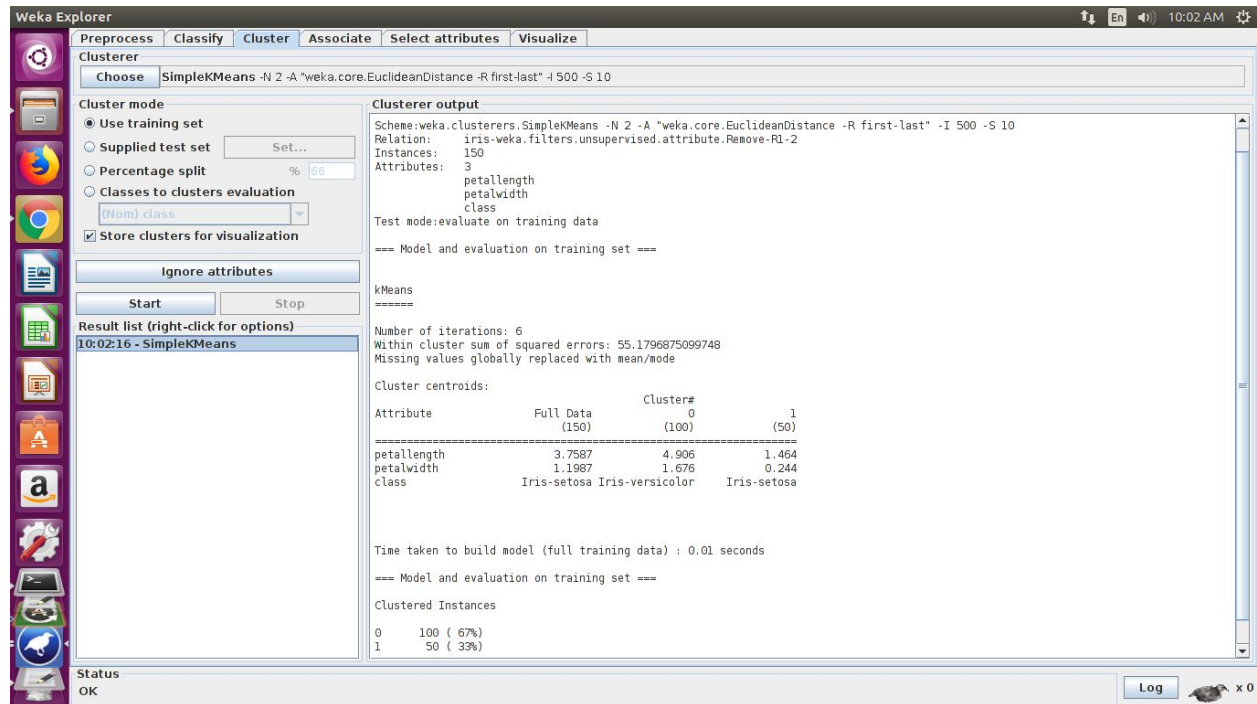 Weka Explorer
En 10:02 AM
Preprocess Classify Cluster Associate Select attributes Visualize
Clusterer
Choose SimpleKMeans -N 2 -A "weka.core.EuclideanDistance -R first-last" -I 500 -S 10
Cluster mode
Use training set
Supplied test set Set...
Percentage split % 66
Classes to clusters evaluation
(Nom) class
Store clusters for visualization
Ignore attributes
Start Stop
Result list (right-click for options)
10:02:16 - SimpleKMeans
Clusterer output
Scheme:weka.clusterers.SimpleKMeans -N 2 -A "weka.core.EuclideanDistance -R first-last" -I 500 -S 10
Relation: iris-weka.filters.unsupervised.attribute.Remove-R1-2
Instances: 150
Attributes: 3
petallength
petalwidth
class
Test mode:evaluate on training data
=== Model and evaluation on training set ===
kMeans
======
Number of iterations: 6
Within cluster sum of squared errors: 55.1796875099748
Missing values globally replaced with mean/mode
Cluster centroids:
Cluster#
Attribute Full Data 0 1
(150) (100) (50)
==================================================================
petallength 3.7587 4.906 1.464
petalwidth 1.1987 1.676 0.244
class Iris-setosa Iris-versicolor Iris-setosa
Time taken to build model (full training data) : 0.01 seconds
=== Model and evaluation on training set ===
Clustered Instances
0 100 ( 67%)
1 50 ( 33%)
Status
OK
Log x 0